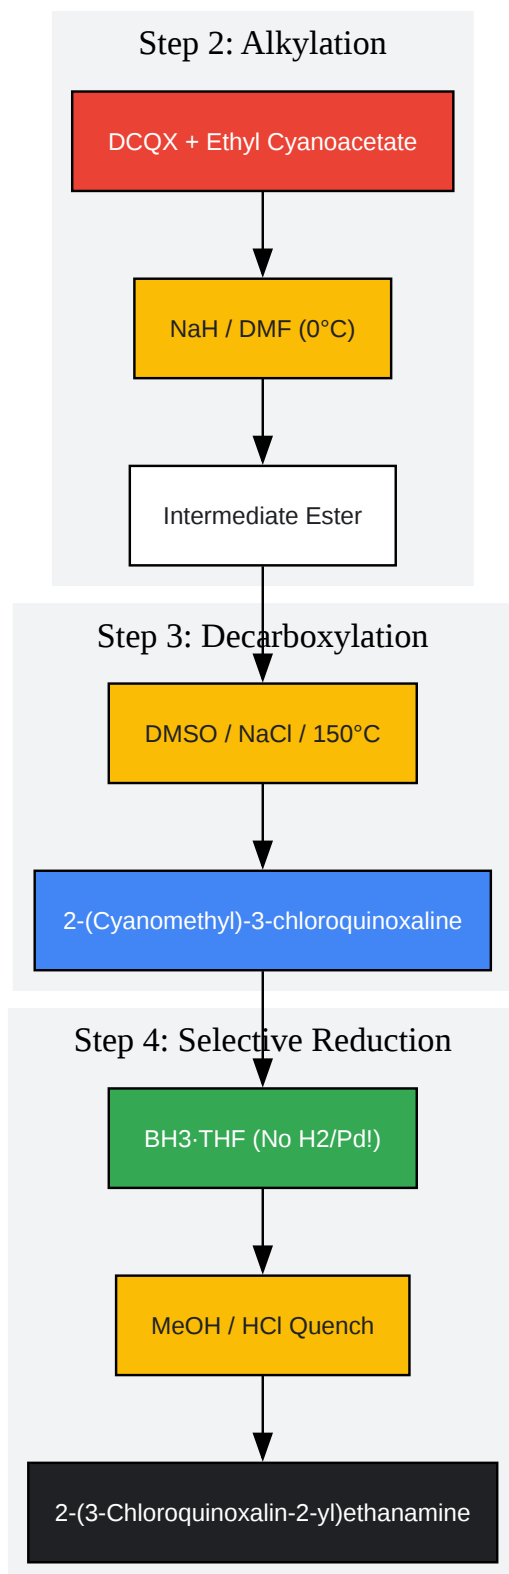 Step 2: Alkylation
DCQX + Ethyl Cyanoacetate
NaH / DMF (0°C)
Intermediate Ester
Step 3: Decarboxylation
DMSO / NaCl / 150°C
2-(Cyanomethyl)-3-chloroquinoxaline
Step 4: Selective Reduction
BH3·THF (No H2/Pd!)
MeOH / HCl Quench
2-(3-Chloroquinoxalin-2-yl)ethanamine